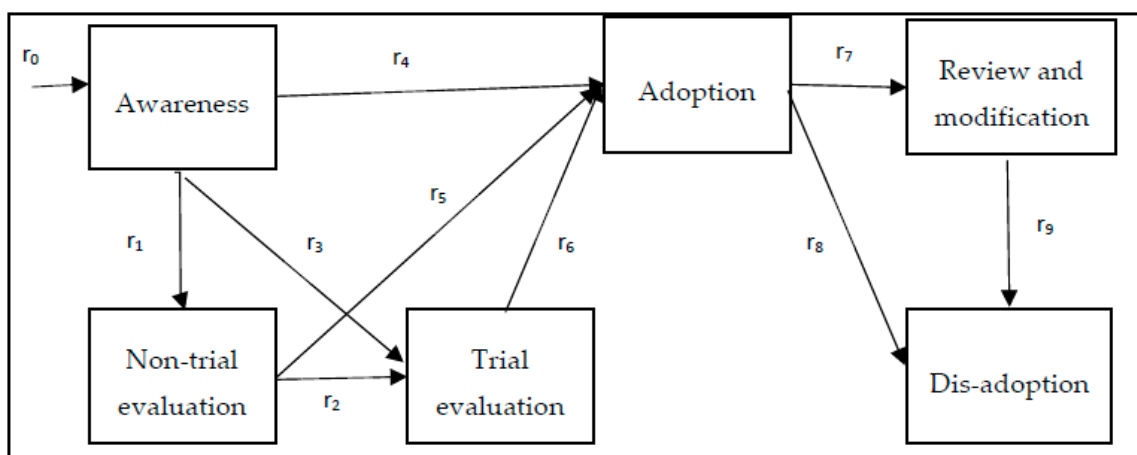 r₀
Awareness
r₄
Adoption
r₇
Review and
modification
r₁
r₃
r₅
r₆
r₈
r₉
Non-trial
evaluation
r₂
Trial
evaluation
Dis-adoption